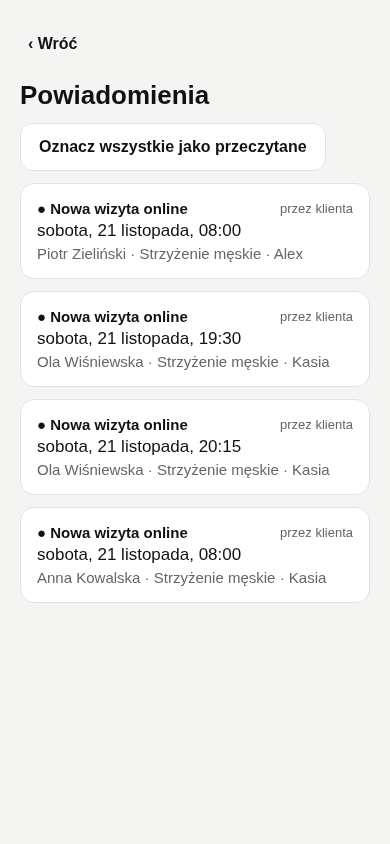 ‹ Wróć
Powiadomienia
Oznacz wszystkie jako przeczytane
● Nowa wizyta online przez klienta
sobota, 21 listopada, 08:00
Piotr Zieliński · Strzyżenie męskie · Alex
● Nowa wizyta online przez klienta
sobota, 21 listopada, 19:30
Ola Wiśniewska · Strzyżenie męskie · Kasia
● Nowa wizyta online przez klienta
sobota, 21 listopada, 20:15
Ola Wiśniewska · Strzyżenie męskie · Kasia
● Nowa wizyta online przez klienta
sobota, 21 listopada, 08:00
Anna Kowalska · Strzyżenie męskie · Kasia